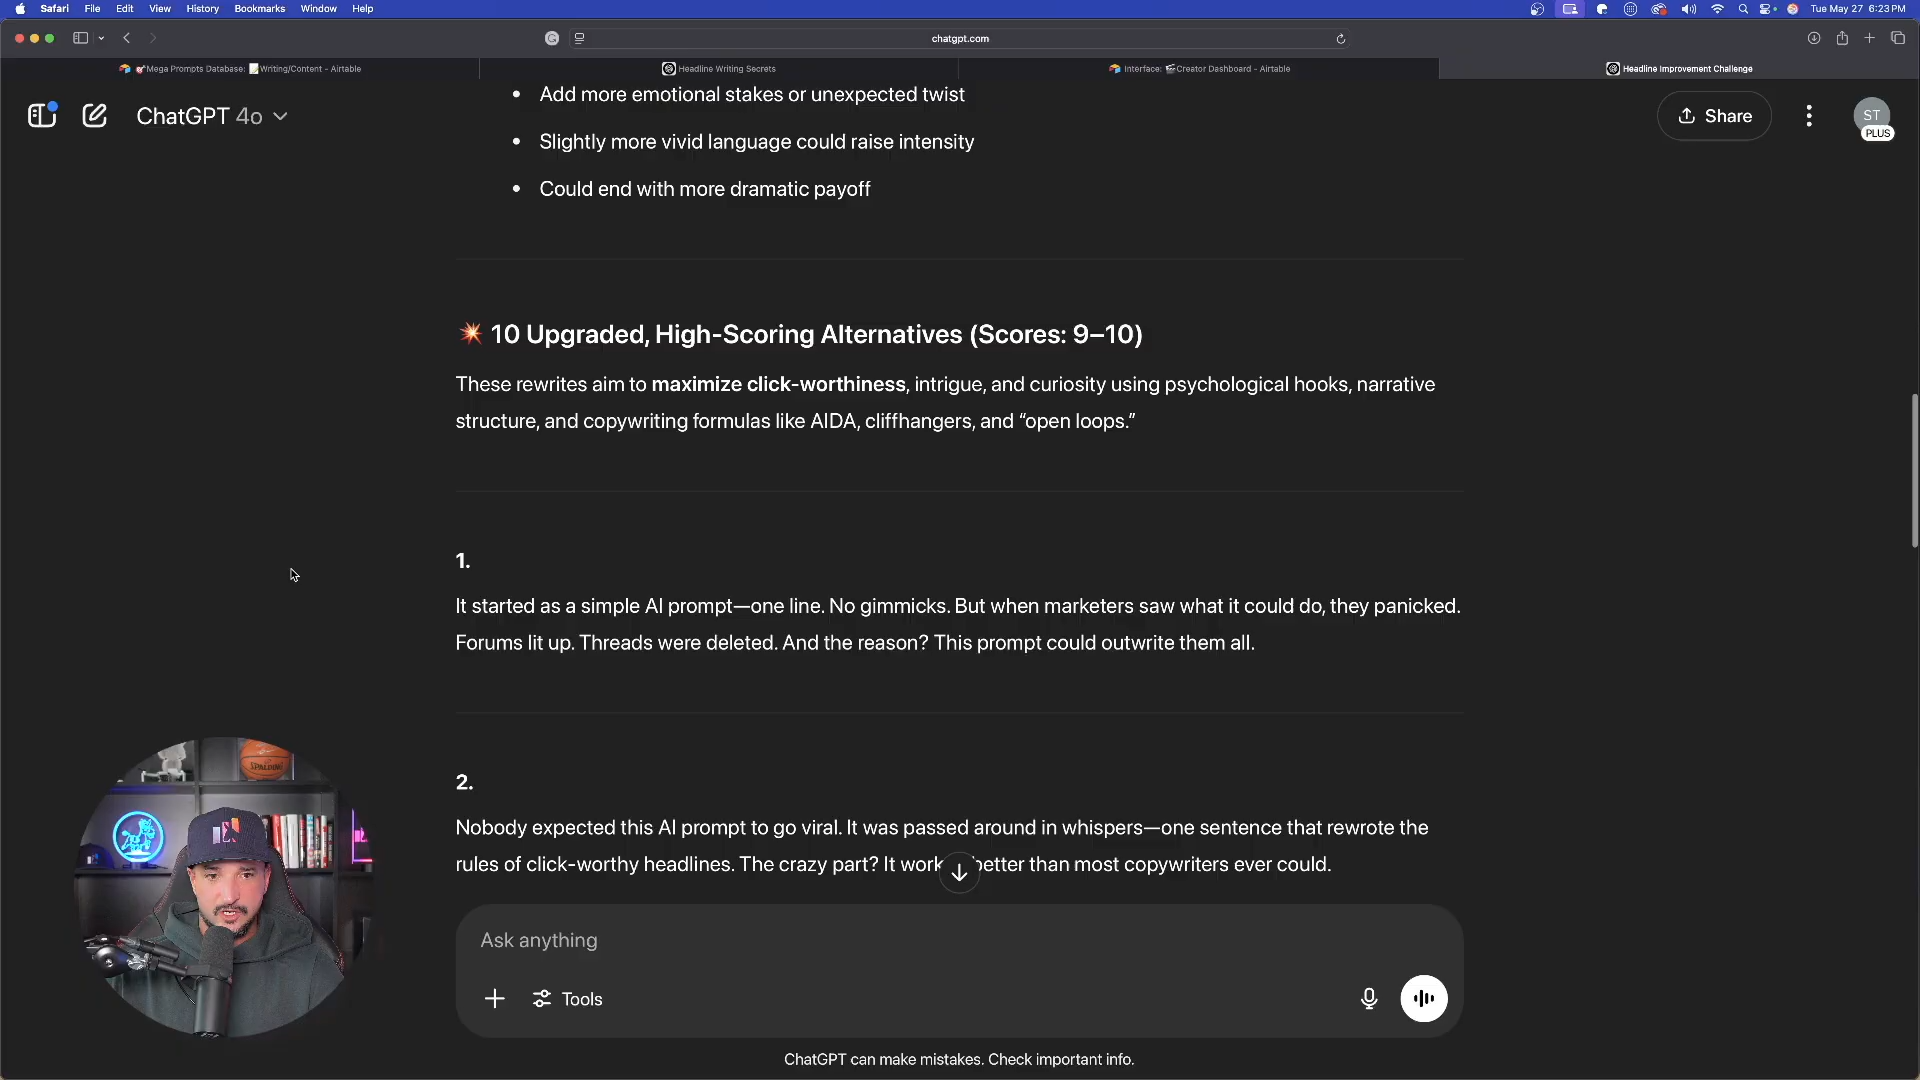 Safari File Edit View History Bookmarks Window Help
Tue May 27 6:23 PM
chatgpt.com
Mega Prompts Database: Writing/Content - Airtable
Headline Writing Secrets
Interface: Creator Dashboard - Airtable
Headline Improvement Challenge
ChatGPT 4o
Share
ST
PLUS
• Add more emotional stakes or unexpected twist
• Slightly more vivid language could raise intensity
• Could end with more dramatic payoff
💥 10 Upgraded, High-Scoring Alternatives (Scores: 9–10)
These rewrites aim to maximize click-worthiness, intrigue, and curiosity using psychological hooks, narrative
structure, and copywriting formulas like AIDA, cliffhangers, and “open loops.”
1.
It started as a simple AI prompt—one line. No gimmicks. But when marketers saw what it could do, they panicked.
Forums lit up. Threads were deleted. And the reason? This prompt could outwrite them all.
2.
Nobody expected this AI prompt to go viral. It was passed around in whispers—one sentence that rewrote the
rules of click-worthy headlines. The crazy part? It work better than most copywriters ever could.
SPALDING
Ask anything
Tools
ChatGPT can make mistakes. Check important info.